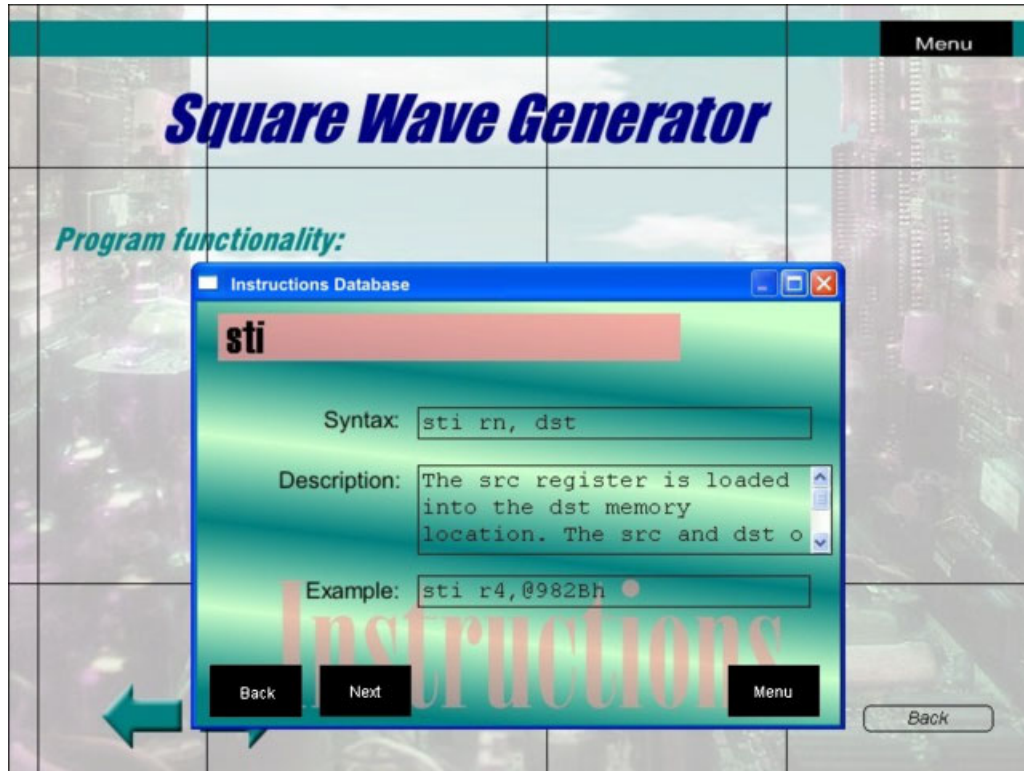 Menu
Square Wave Generator
Program functionality:
Instructions Database
sti
Syntax: sti rn, dst
Description: The src register is loaded
into the dst memory
location. The src and dst o
Example: sti r4,@982Bh
Instructions
Back Next Menu
Back